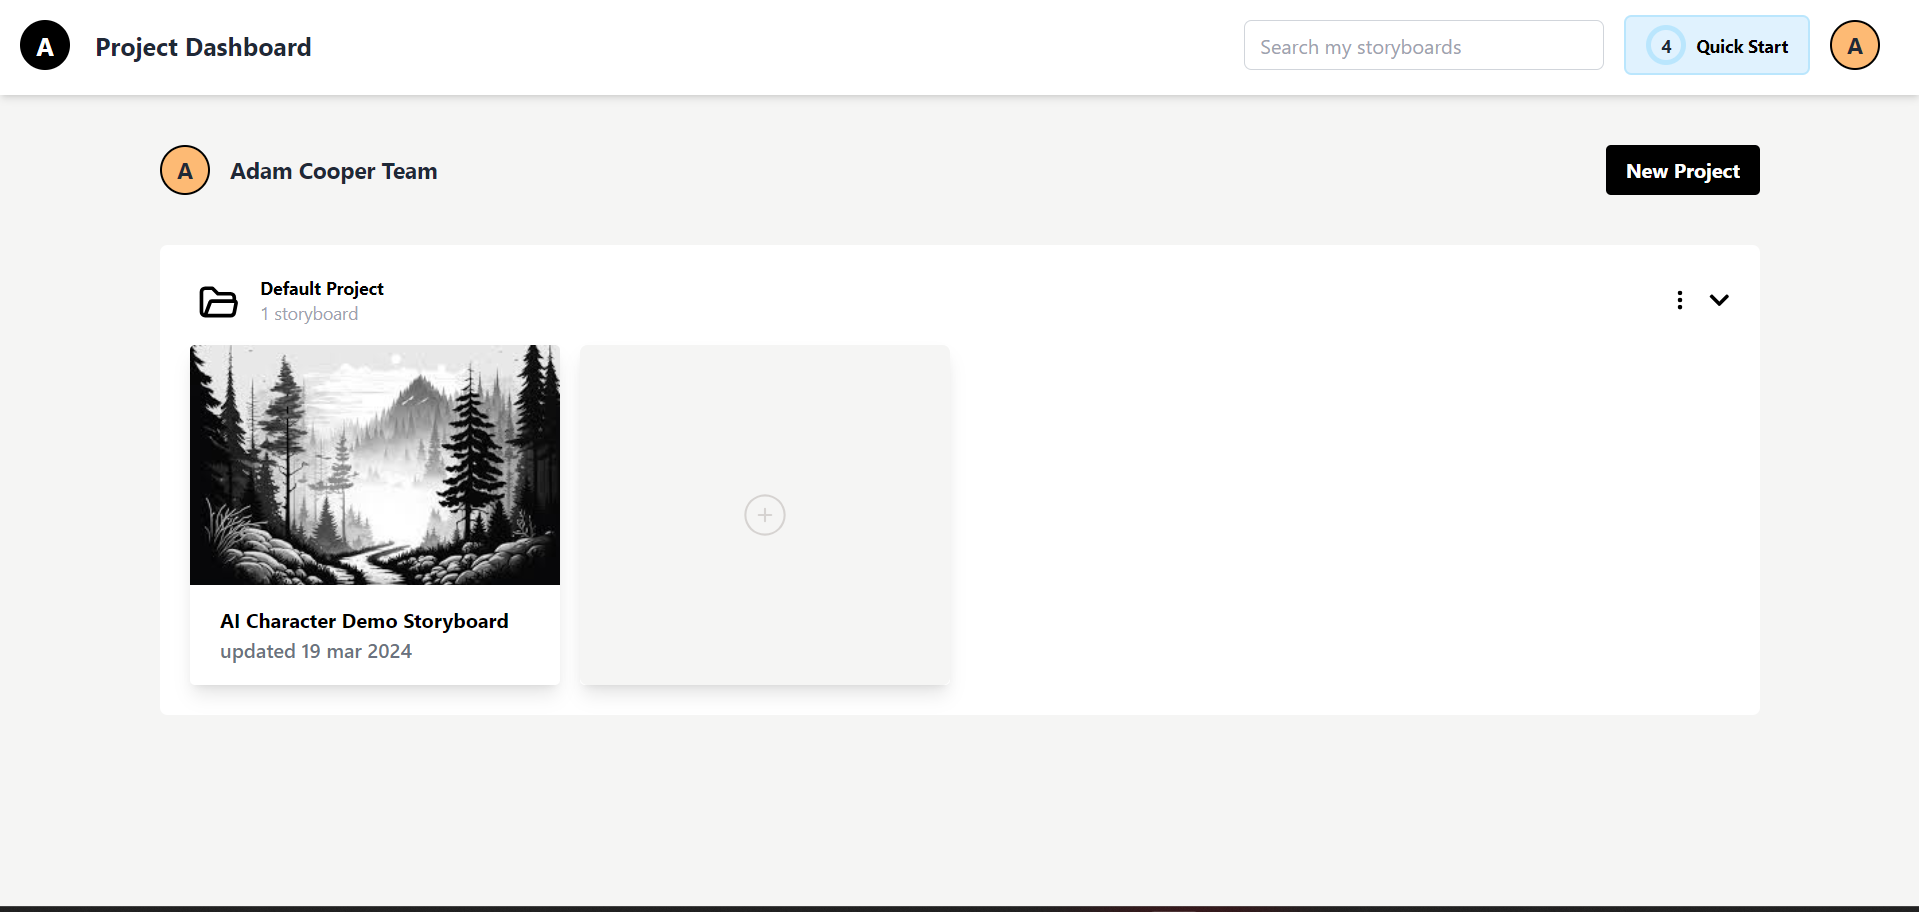 A
Project Dashboard
Search my storyboards
4
Quick Start
A
A
Adam Cooper Team
New Project
Default Project
1 storyboard
AI Character Demo Storyboard
updated 19 mar 2024